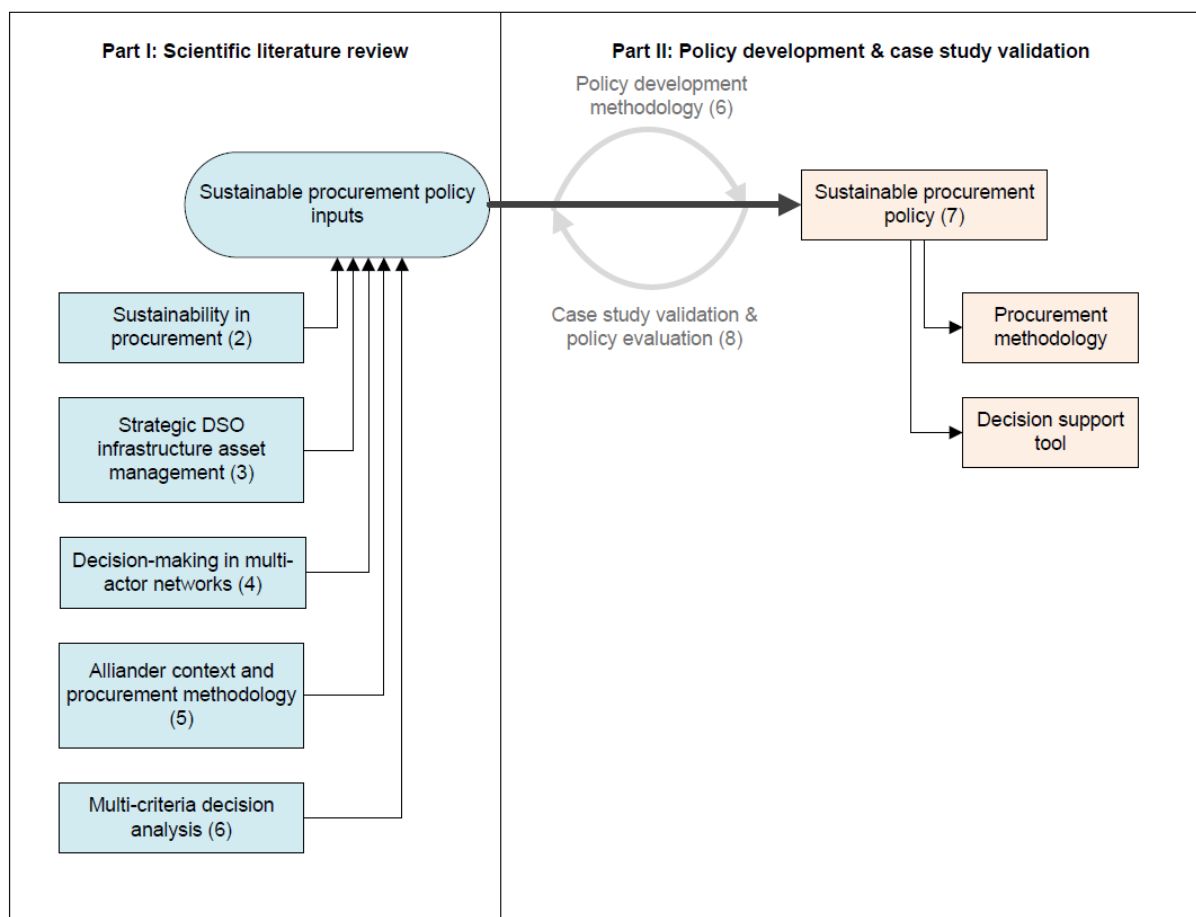 Part I: Scientific literature review
Part II: Policy development & case study validation
Policy development
methodology (6)
Sustainable procurement policy
inputs
Sustainable procurement
policy (7)
Sustainability in
procurement (2)
Case study validation &
policy evaluation (8)
Procurement
methodology
Strategic DSO
infrastructure asset
management (3)
Decision support
tool
Decision-making in multi-
actor networks (4)
Alliander context and
procurement methodology
(5)
Multi-criteria decision
analysis (6)